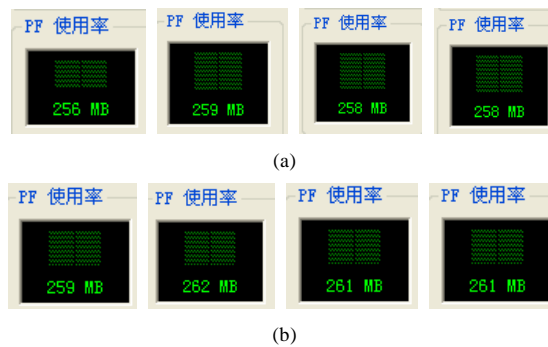 PF 使用率 PF 使用率 PF 使用率 PF 使用率
256 MB 259 MB 258 MB 258 MB
(a)
PF 使用率 PF 使用率 PF 使用率 PF 使用率
259 MB 262 MB 261 MB 261 MB
(b)